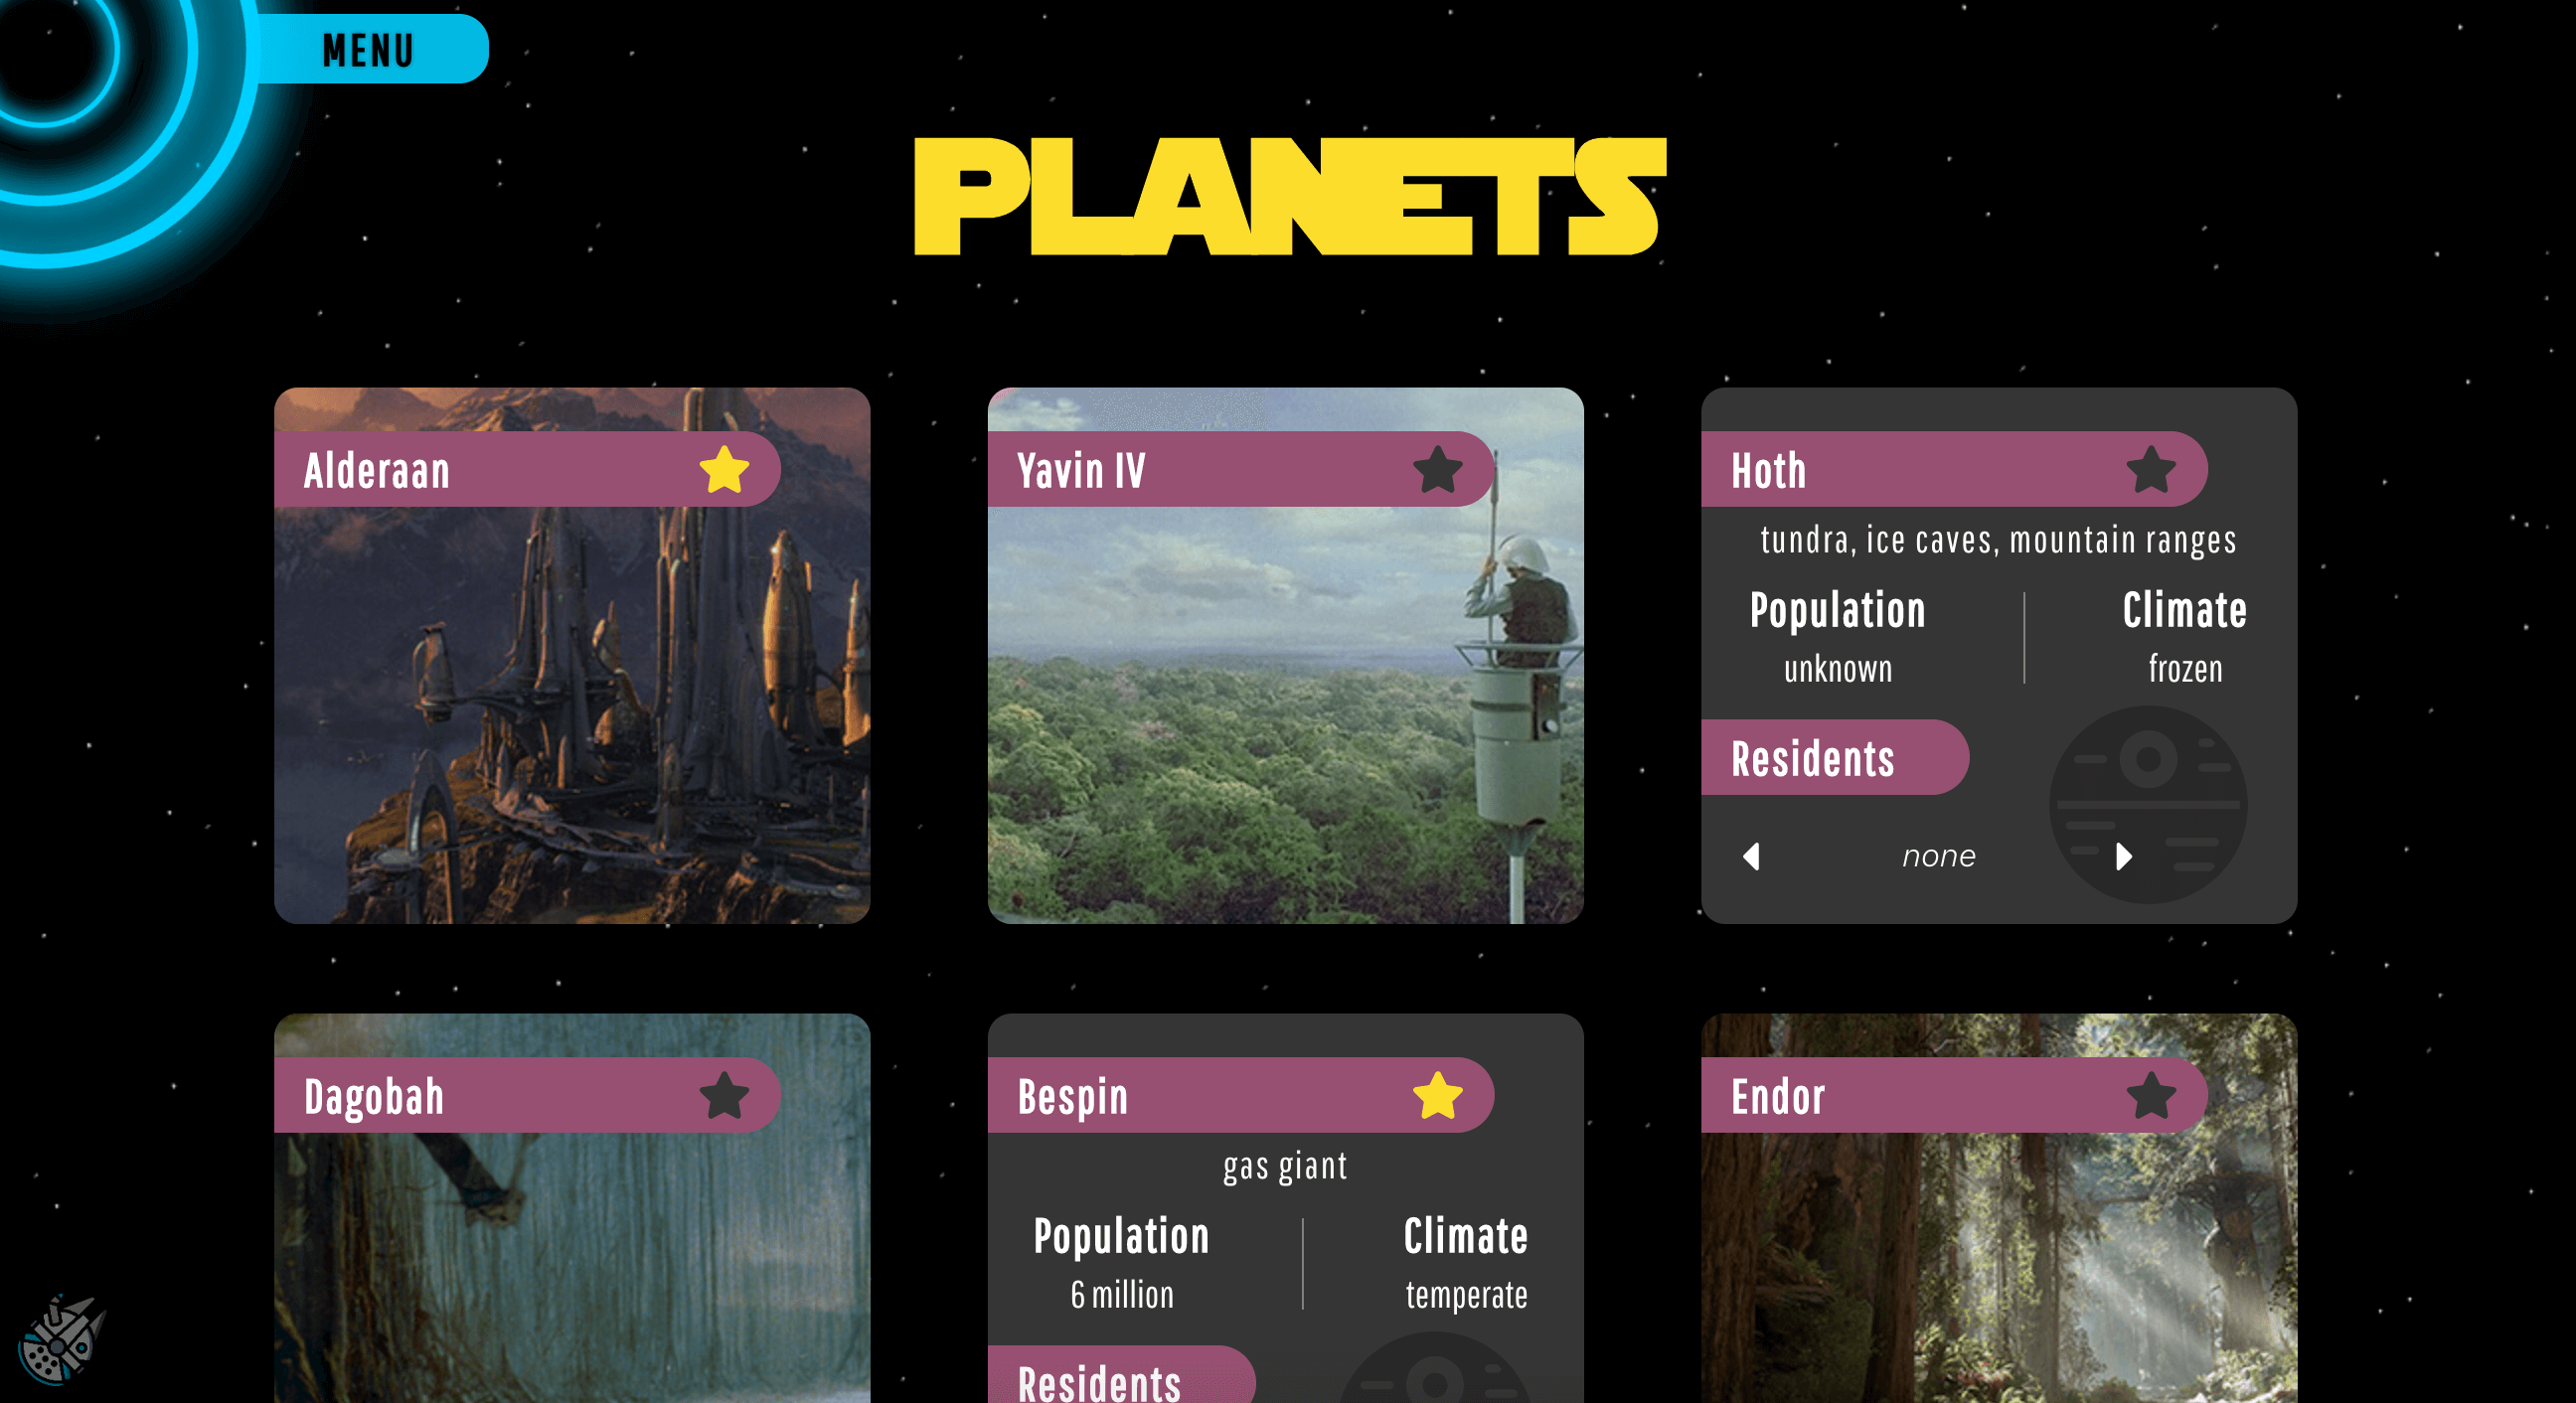 MENU
PLANETS
Alderaan
Yavin IV
Hoth
tundra, ice caves, mountain ranges
Population
Climate
unknown
frozen
Residents
none
Dagobah
Bespin
Endor
gas giant
Population
Climate
6 million
temperate
Residents